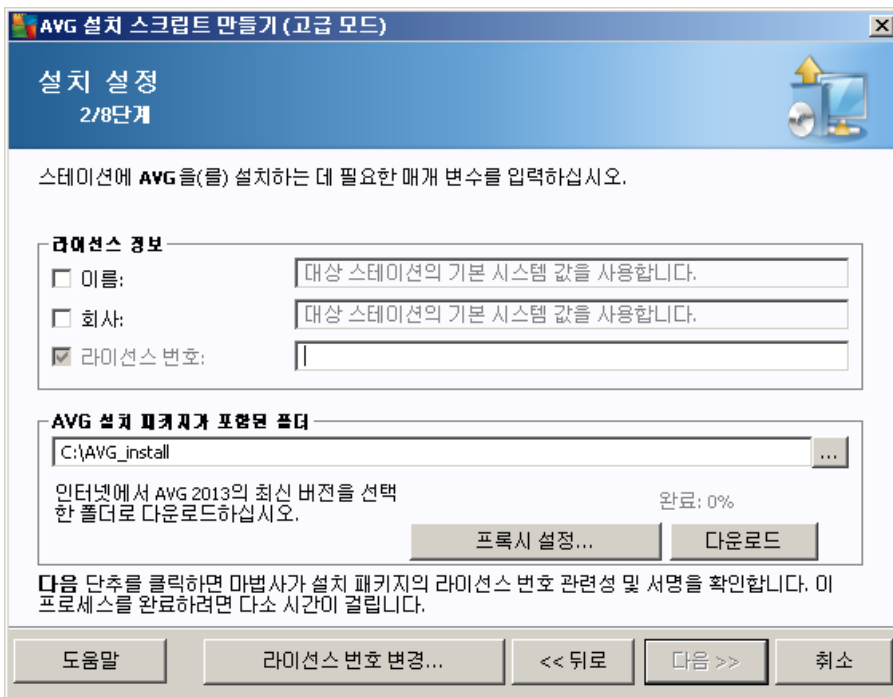 AVG 설치 스크립트 만들기 (고급 모드)
설치 설정
2/8단계
스테이션에 AVG을(를) 설치하는 데 필요한 매개 변수를 입력하십시오.
라이선스 정보
이름: 대상 스테이션의 기본 시스템 값을 사용합니다.
회사: 대상 스테이션의 기본 시스템 값을 사용합니다.
라이선스 번호:
AVG 설치 패키지가 포함된 폴더
C:\AVG_install ...
인터넷에서 AVG 2013의 최신 버전을 선택
한 폴더로 다운로드하십시오.
완료: 0%
프록시 설정... 다운로드
다음 단추를 클릭하면 마법사가 설치 패키지의 라이선스 번호 관련성 및 서명을 확인합니다. 이
프로세스를 완료하려면 다소 시간이 걸립니다.
도움말 라이선스 번호 변경... << 뒤로 다음 >> 취소